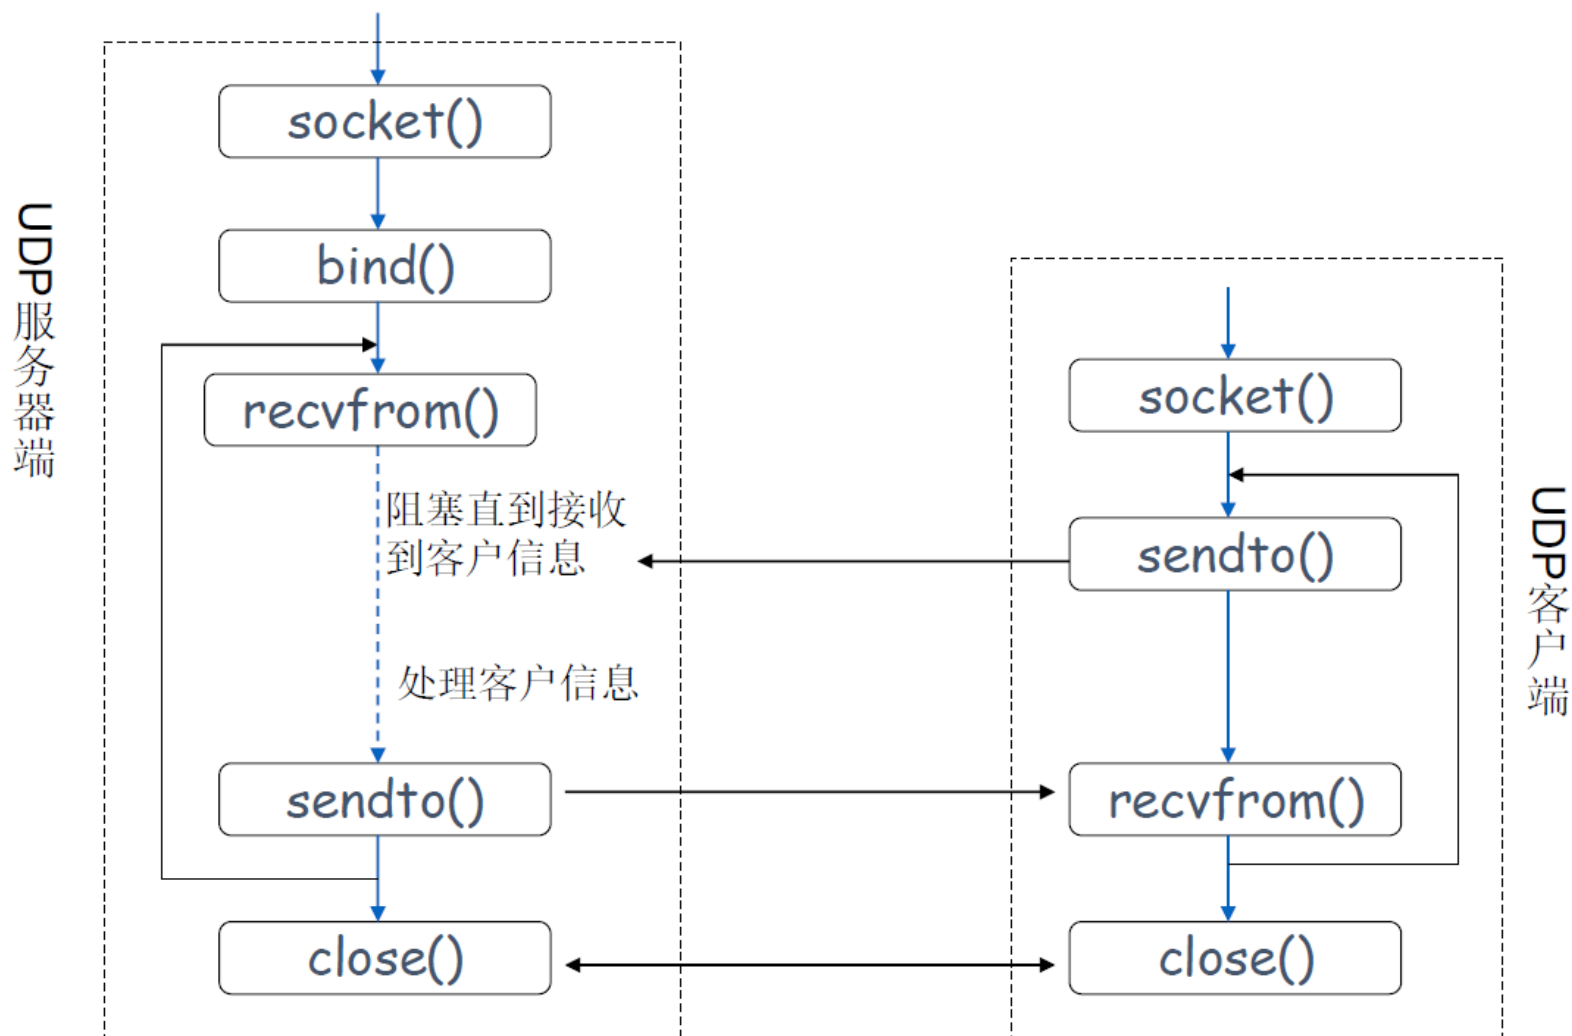 UDP服务器端
socket()
bind()
recvfrom()
阻塞直到接收
到客户信息
处理客户信息
sendto()
close()
socket()
sendto()
recvfrom()
close()
UDP客户端